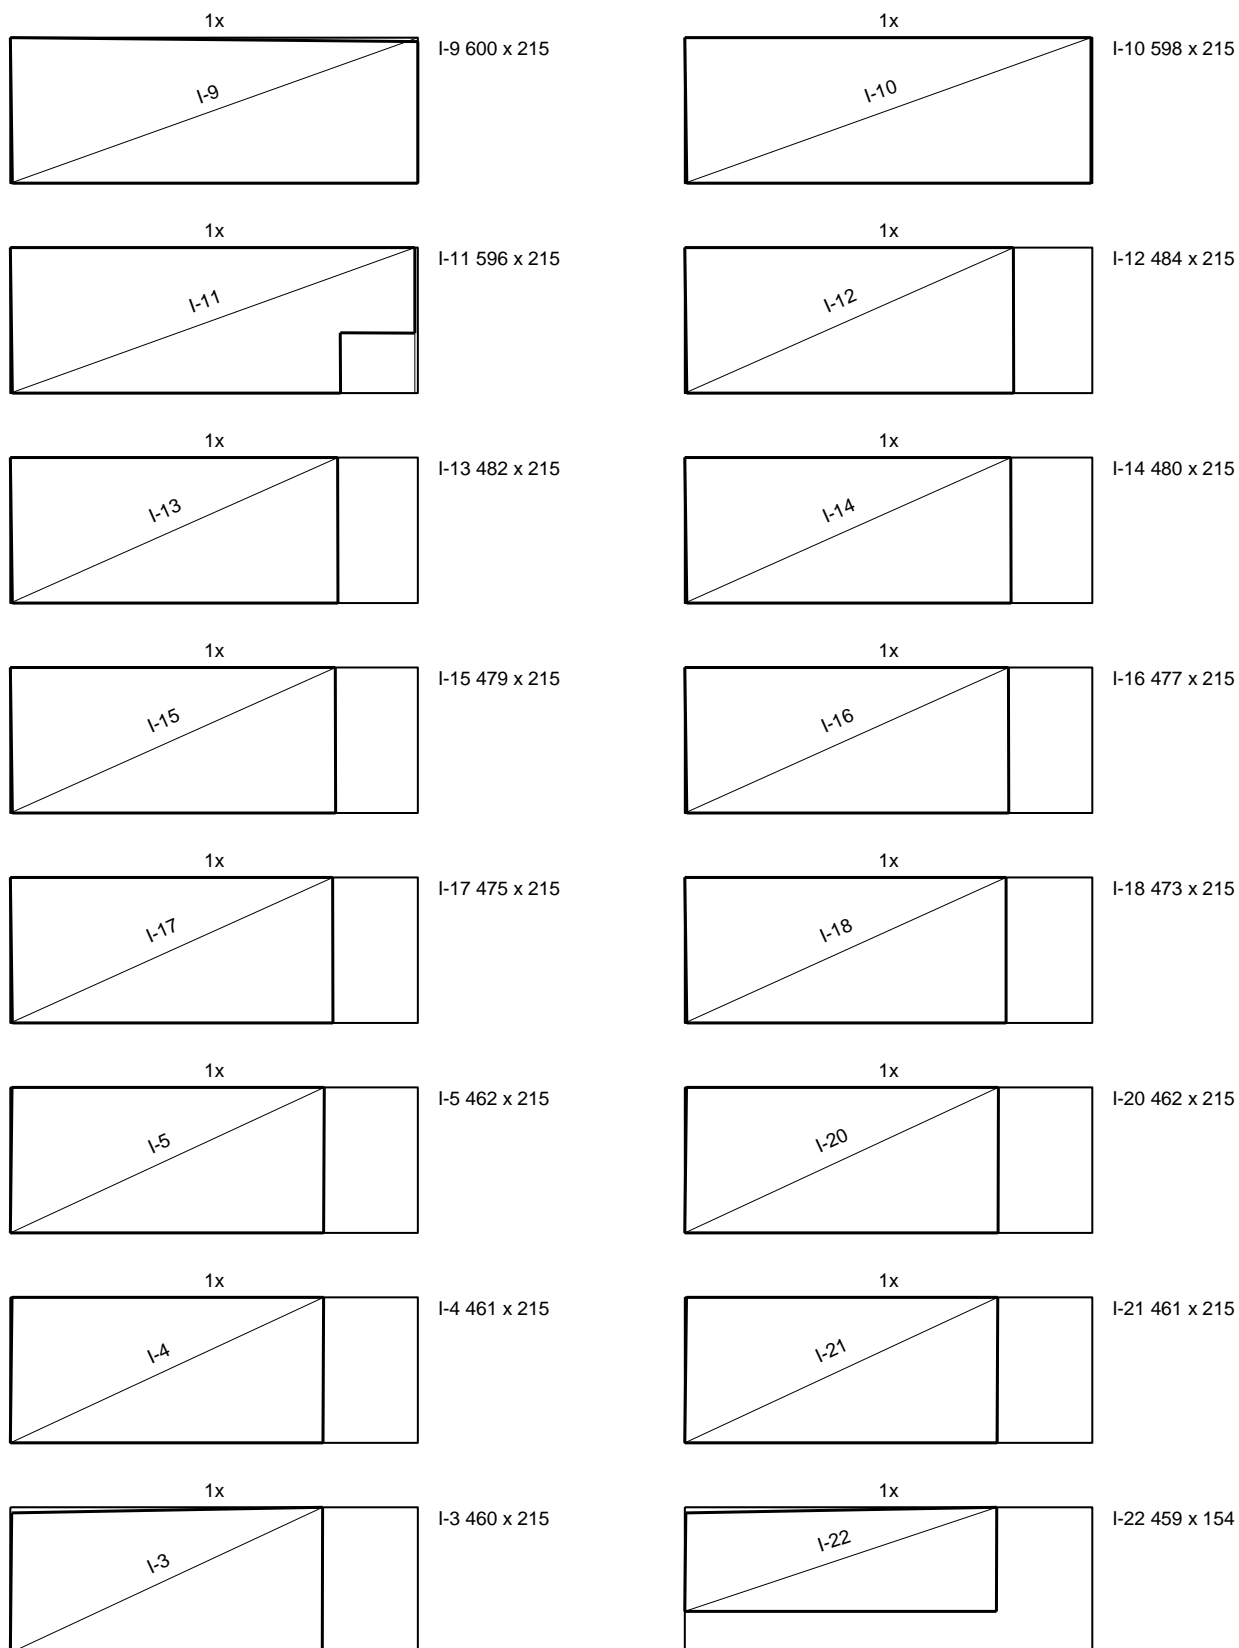 1x
I-9 600 x 215
I-9
1x
I-10 598 x 215
I-10
1x
I-11 596 x 215
I-11
1x
I-12 484 x 215
I-12
1x
I-13 482 x 215
I-13
1x
I-14 480 x 215
I-14
1x
I-15 479 x 215
I-15
1x
I-16 477 x 215
I-16
1x
I-17 475 x 215
I-17
1x
I-18 473 x 215
I-18
1x
I-5 462 x 215
I-5
1x
I-20 462 x 215
I-20
1x
I-4 461 x 215
I-4
1x
I-21 461 x 215
I-21
1x
I-3 460 x 215
I-3
1x
I-22 459 x 154
I-22